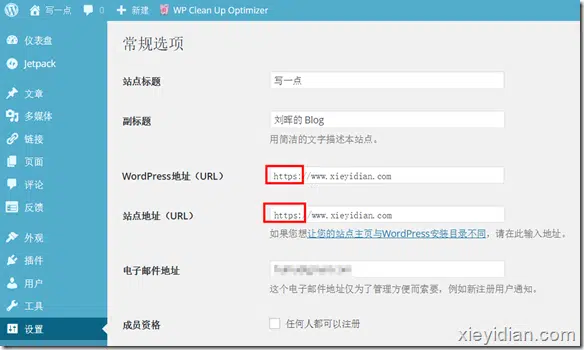 写一点 0 + 新建 WP Clean Up Optimizer
仪表盘
Jetpack
文章
多媒体
链接
页面
评论
反馈
外观
插件
用户
工具
设置
常规选项
站点标题 写一点
副标题 刘晖的 Blog
用简洁的文字描述本站点。
WordPress地址（URL） https://www.xieyidian.com
站点地址（URL） https://www.xieyidian.com
如果您想让您的站点主页与WordPress安装目录不同，请在此输入地址。
电子邮件地址
这个电子邮件地址仅为了管理方便而索要，例如新注册用户通知。
成员资格 任何人都可以注册
xieyidian.com